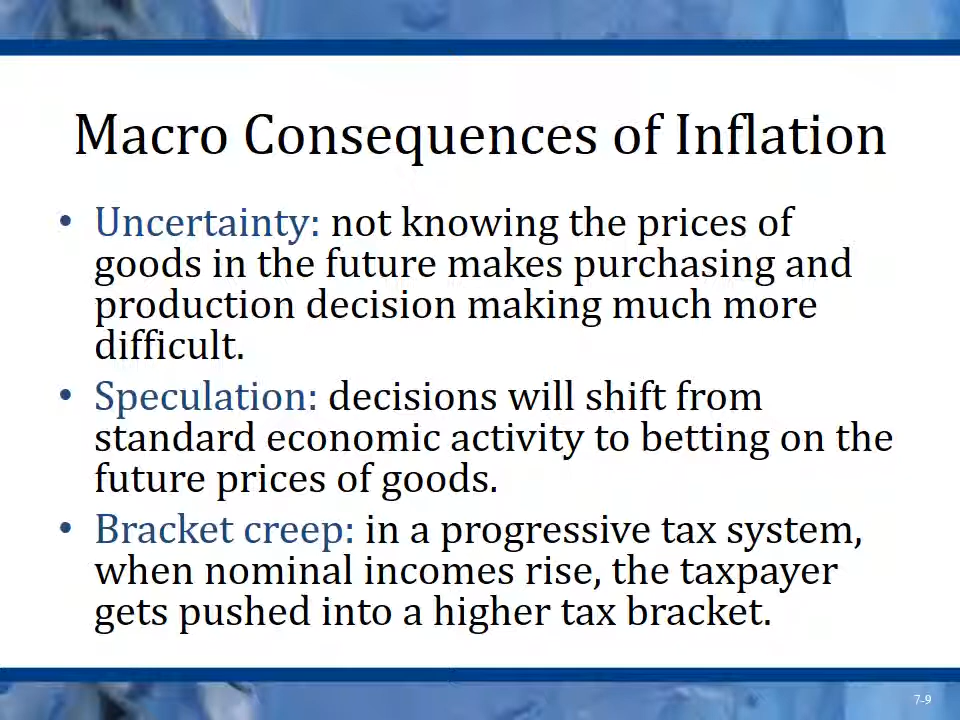 Macro Consequences of Inflation
• Uncertainty: not knowing the prices of
goods in the future makes purchasing and
production decision making much more
difficult.
• Speculation: decisions will shift from
standard economic activity to betting on the
future prices of goods.
• Bracket creep: in a progressive tax system,
when nominal incomes rise, the taxpayer
gets pushed into a higher tax bracket.
7-9